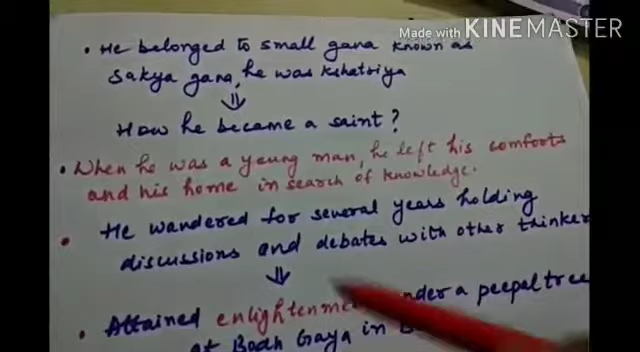 Made with KINEMASTER
• He belonged to small gana known as
Sakya gana, he was Kshatriya
⇓
How he became a saint?
• When he was a young man, he left his comforts
and his home in search of knowledge.
• He wandered for several years holding
discussions and debates with other thinker
⇓
• Attained under a peepal tree
at Bodh Gaya in